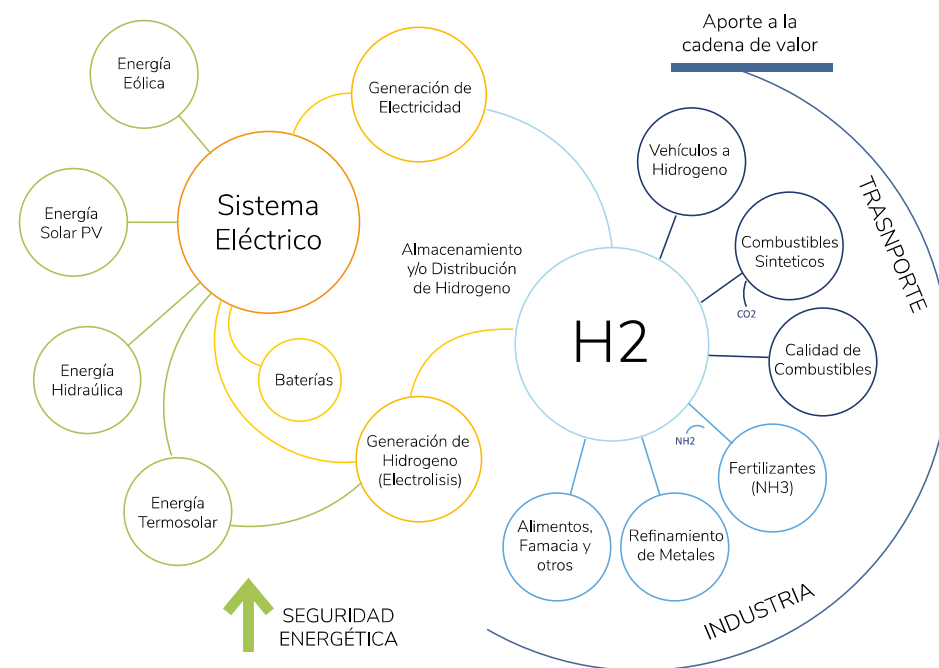 Aporte a la
cadena de valor
Energía
Eólica
Generación de
Electricidad
Vehículos a
Hidrogeno
TRASNPORTE
Energía
Solar PV
Sistema
Eléctrico
Almacenamiento
y/o Distribución
de Hidrogeno
Combustibles
Sinteticos
CO2
H2
Calidad de
Combustibles
Energía
Hidraúlica
Baterías
Generación de
Hidrogeno
(Electrolisis)
NH2
Fertilizantes
(NH3)
Energía
Termosolar
Alimentos,
Famacia y
otros
Refinamiento
de Metales
INDUSTRIA
SEGURIDAD
ENERGÉTICA